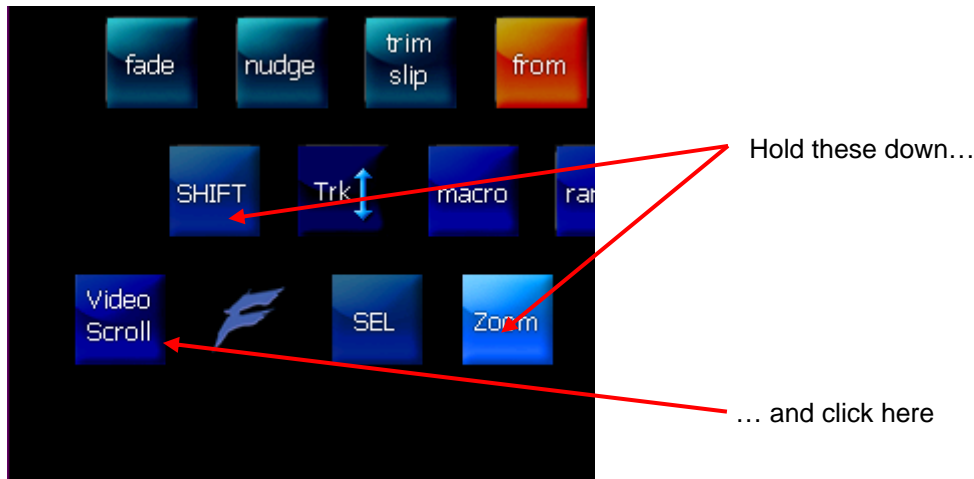 fade
nudge
trim
slip
from
Hold these down…
SHIFT
Trk
macro
Video
Scroll
SEL
Zoom
… and click here